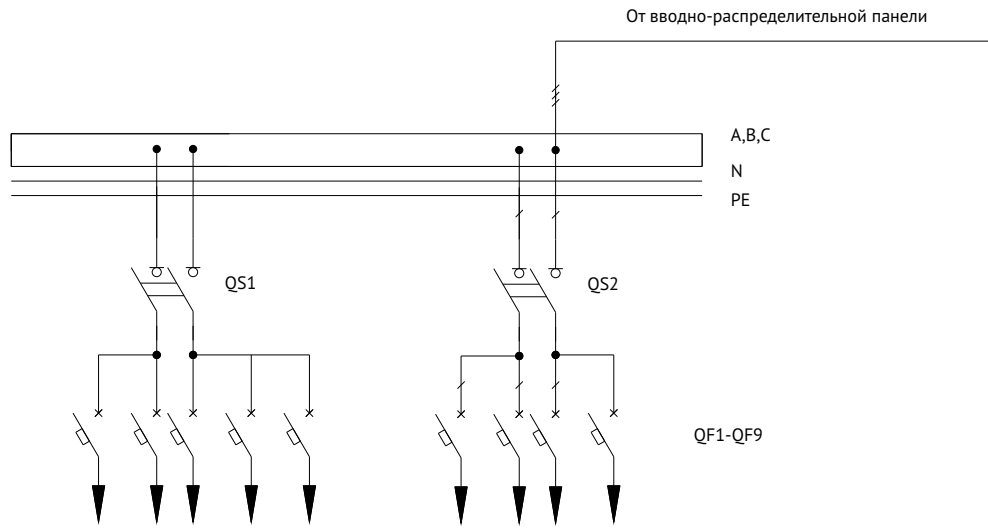 От вводно-распределительной панели
A,B,C
N
PE
QS1
QS2
QF1-QF9